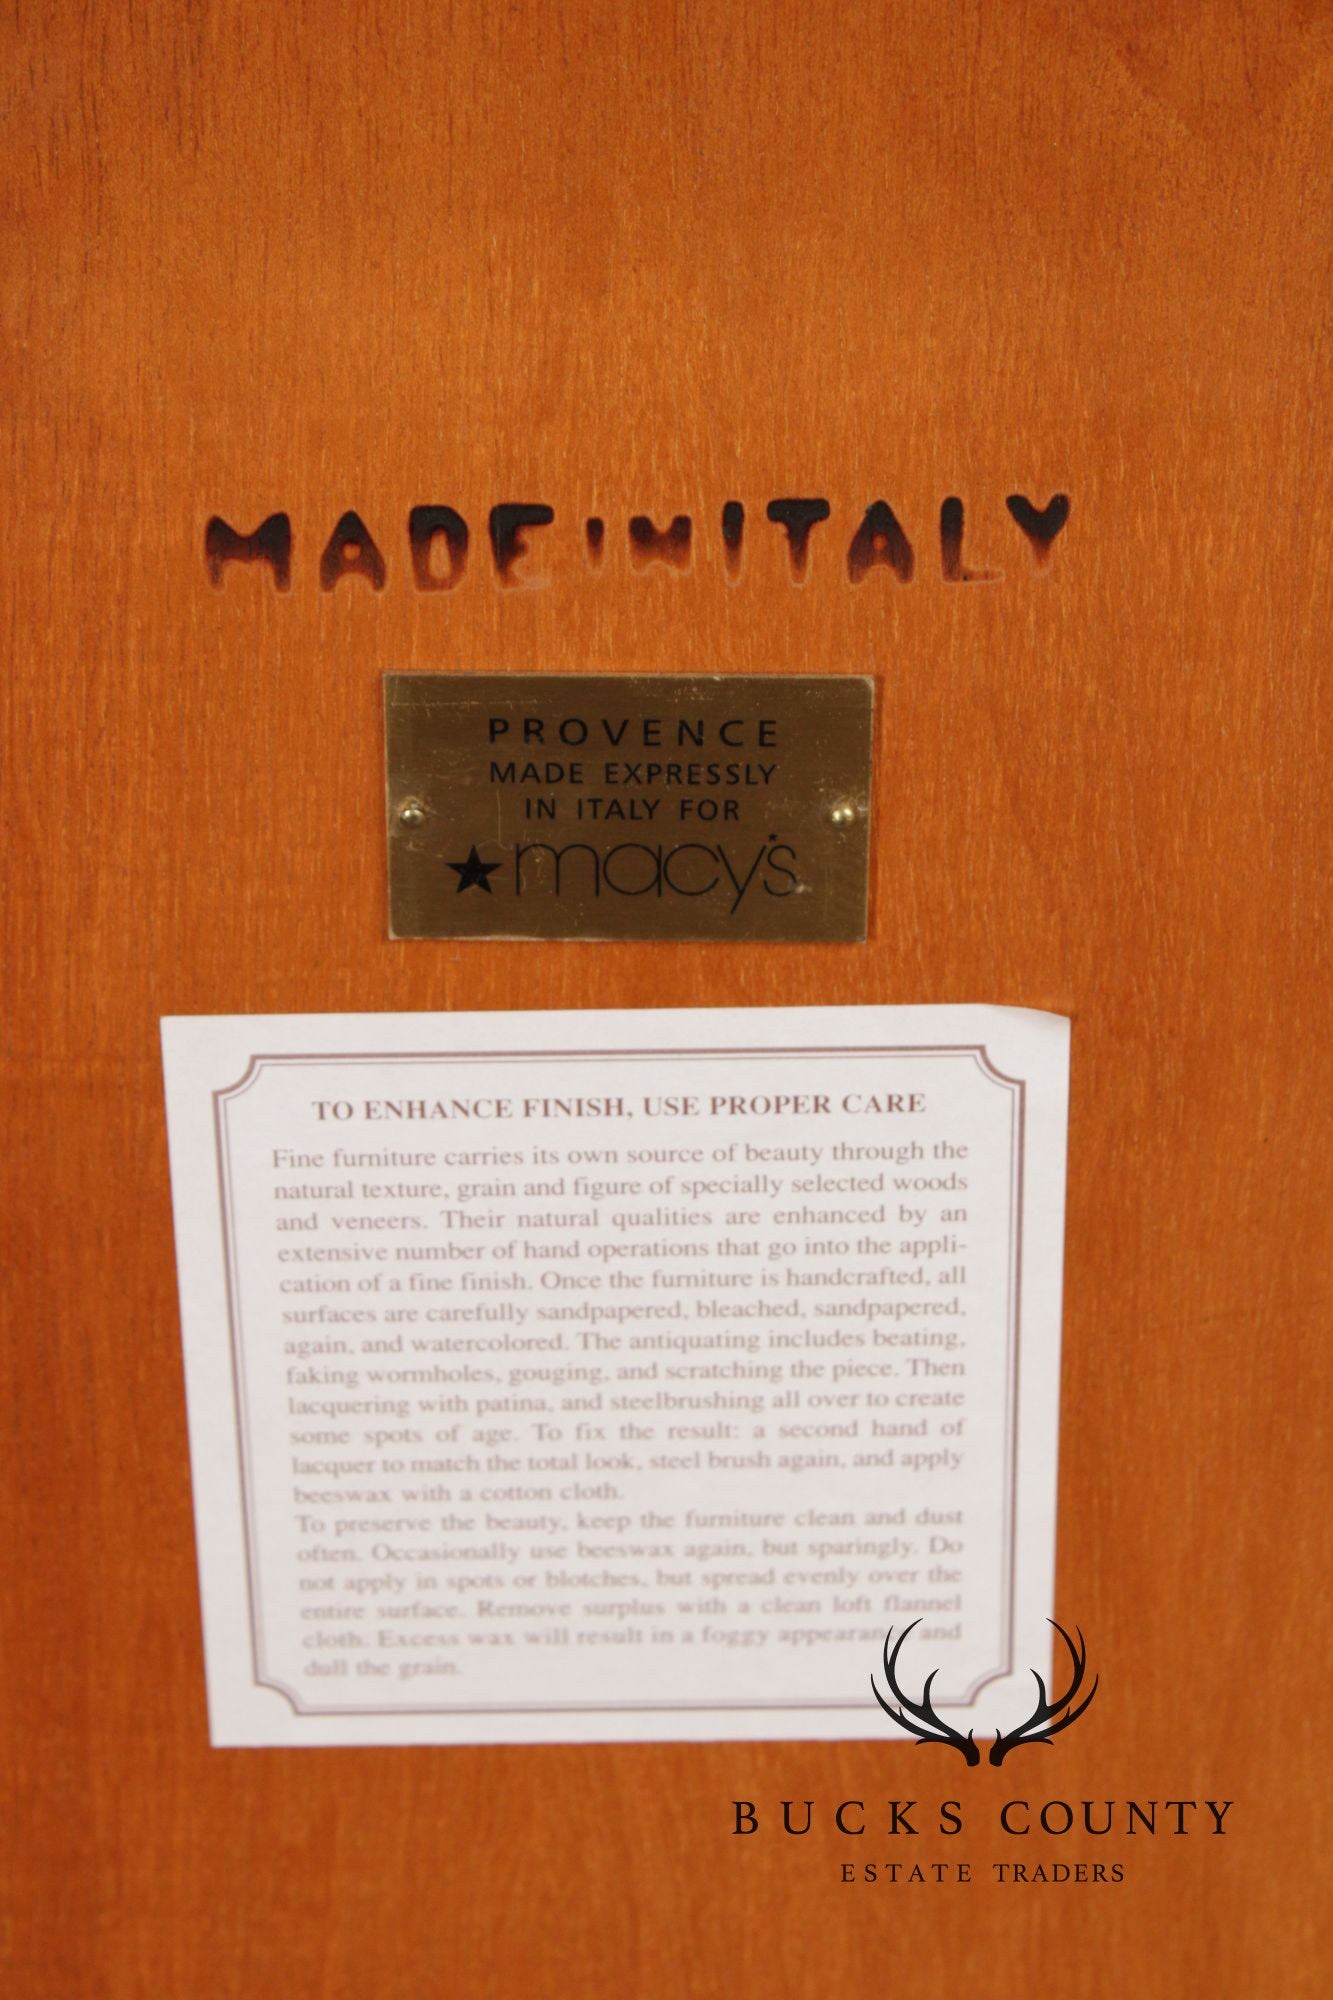 MADE IN ITALY
PROVENCE
MADE EXPRESSLY
IN ITALY FOR
macy's
TO ENHANCE FINISH, USE PROPER CARE
Fine furniture carries its own source of beauty through the
natural texture, grain and figure of specially selected woods
and veneers. Their natural qualities are enhanced by an
extensive number of hand operations that go into the appli-
cation of a fine finish. Once the furniture is handcrafted, all
surfaces are carefully sandpapered, bleached, sandpapered,
again, and watercolored. The antiquating includes beating,
faking wormholes, gouging, and scratching the piece. Then
lacquering with patina, and steelbrushing all over to create
some spots of age. To fix the result: a second hand of
lacquer to match the total look, steel brush again, and apply
beeswax with a cotton cloth.
To preserve the beauty, keep the furniture clean and dust
often. Occasionally use beeswax again, but sparingly. Do
not apply in spots or blotches, but spread evenly over the
entire surface. Remove surplus with a clean loft flannel
cloth. Excess wax will result in a foggy appearance and
dull the grain.
BUCKS COUNTY
ESTATE TRADERS